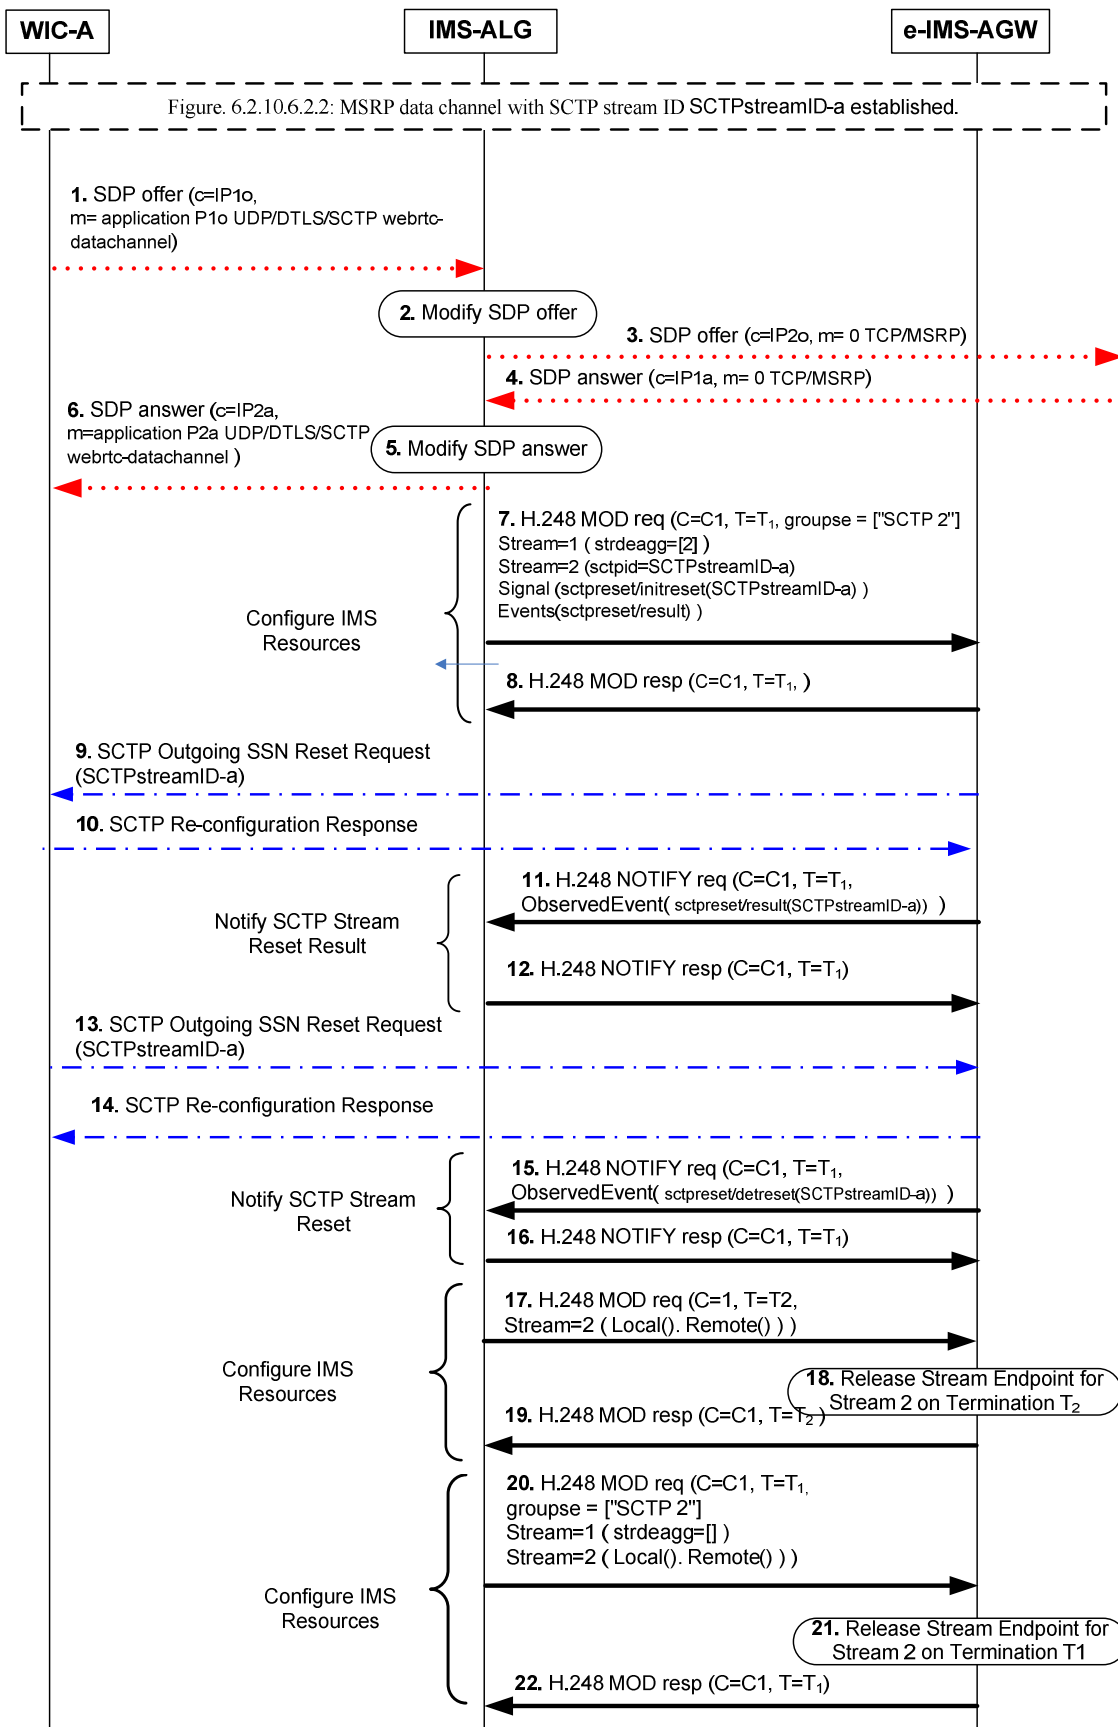 WIC-A
IMS-ALG
e-IMS-AGW
Figure. 6.2.10.6.2.2: MSRP data channel with SCTP stream ID SCTPstreamID-a established.
1. SDP offer (c=IP1o,
m= application P1o UDP/DTLS/SCTP webrtc-
datachannel)
2. Modify SDP offer
3. SDP offer (c=IP2o, m= 0 TCP/MSRP)
4. SDP answer (c=IP1a, m= 0 TCP/MSRP)
6. SDP answer (c=IP2a,
m=application P2a UDP/DTLS/SCTP
webrtc-datachannel )
5. Modify SDP answer
7. H.248 MOD req (C=C1, T=T1, groupse = ["SCTP 2"]
Stream=1 ( strdeagg=[2] )
Stream=2 (sctpid=SCTPstreamID-a)
Signal (sctpreset/initreset(SCTPstreamID-a) )
Events(sctpreset/result) )
Configure IMS
Resources
8. H.248 MOD resp (C=C1, T=T1, )
9. SCTP Outgoing SSN Reset Request
(SCTPstreamID-a)
10. SCTP Re-configuration Response
11. H.248 NOTIFY req (C=C1, T=T1,
ObservedEvent( sctpreset/result(SCTPstreamID-a)) )
Notify SCTP Stream
Reset Result
12. H.248 NOTIFY resp (C=C1, T=T1)
13. SCTP Outgoing SSN Reset Request
(SCTPstreamID-a)
14. SCTP Re-configuration Response
15. H.248 NOTIFY req (C=C1, T=T1,
ObservedEvent( sctpreset/detreset(SCTPstreamID-a)) )
Notify SCTP Stream
Reset
16. H.248 NOTIFY resp (C=C1, T=T1)
17. H.248 MOD req (C=1, T=T2,
Stream=2 ( Local(). Remote() ) )
Configure IMS
Resources
18. Release Stream Endpoint for
Stream 2 on Termination T2
19. H.248 MOD resp (C=C1, T=T2 )
20. H.248 MOD req (C=C1, T=T1,
groupse = ["SCTP 2"]
Stream=1 ( strdeagg=[] )
Stream=2 ( Local(). Remote() ) )
Configure IMS
Resources
21. Release Stream Endpoint for
Stream 2 on Termination T1
22. H.248 MOD resp (C=C1, T=T1)